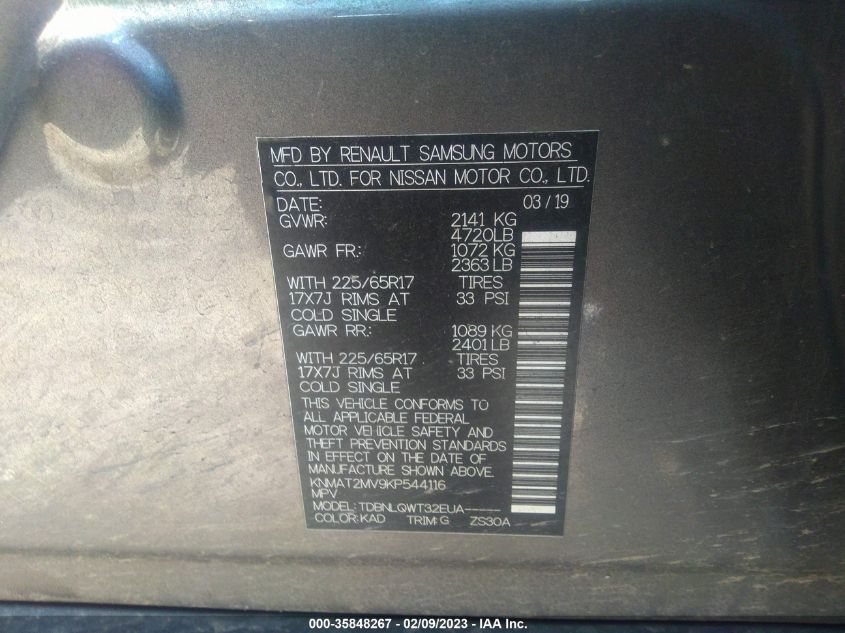 MFD BY RENAULT SAMSUNG MOTORS
CO., LTD. FOR NISSAN MOTOR CO., LTD.
DATE: 03 / 19
GVWR: 2141 KG
4720LB
GAWR FR.: 1072 KG
2363 LB
WITH 225/65R17 TIRES
17X7J RIMS AT 33 PSI
COLD SINGLE
GAWR RR.: 1089 KG
2401 LB
WITH 225/65R17 TIRES
17X7J RIMS AT 33 PSI
COLD SINGLE
THIS VEHICLE CONFORMS TO
ALL APPLICABLE FEDERAL
MOTOR VEHICLE SAFETY AND
THEFT PREVENTION STANDARDS
IN EFFECT ON THE DATE OF
MANUFACTURE SHOWN ABOVE.
KNMAT2MV9KP544116
MPV
MODEL: TDBNLQWT32EUA-----
COLOR: KAD TRIM: G ZS30A
000-35848267 - 02/09/2023 - IAA Inc.